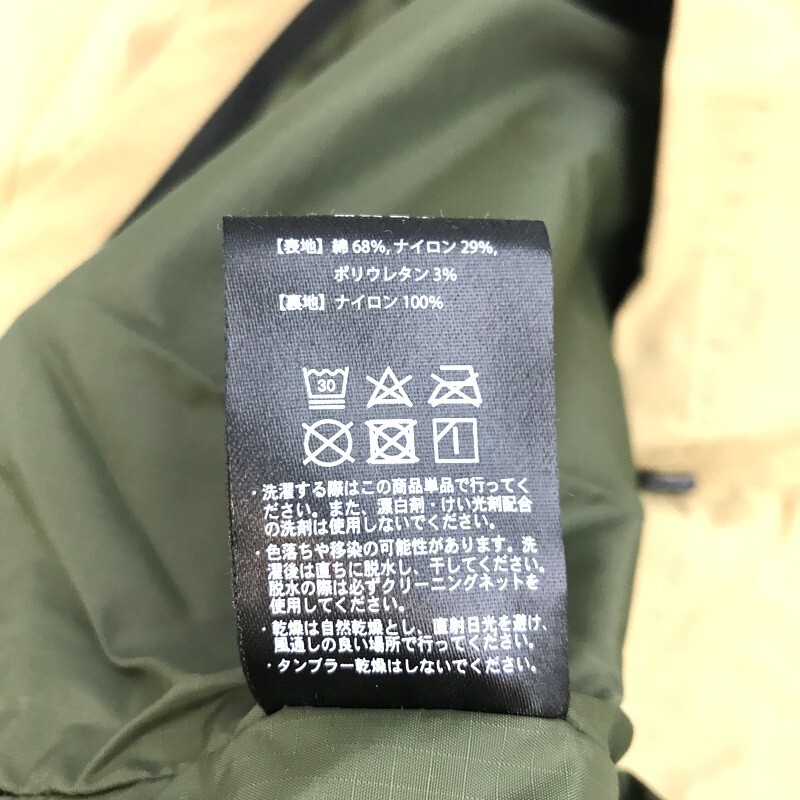 【表地】綿 68%, ナイロン 29%,
ポリウレタン 3%
【裏地】ナイロン 100%
30
・洗濯する際はこの商品単品で行ってく
ださい。また、漂白剤・けい光剤配合
の洗剤は使用しないでください。
・色落ちや移染の可能性があります。洗
濯後は直ちに脱水し、干してください。
脱水の際は必ずクリーニングネットを
使用してください。
・乾燥は自然乾燥とし、直射日光を避け、
風通しの良い場所で行ってください。
・タンブラー乾燥はしないでください。